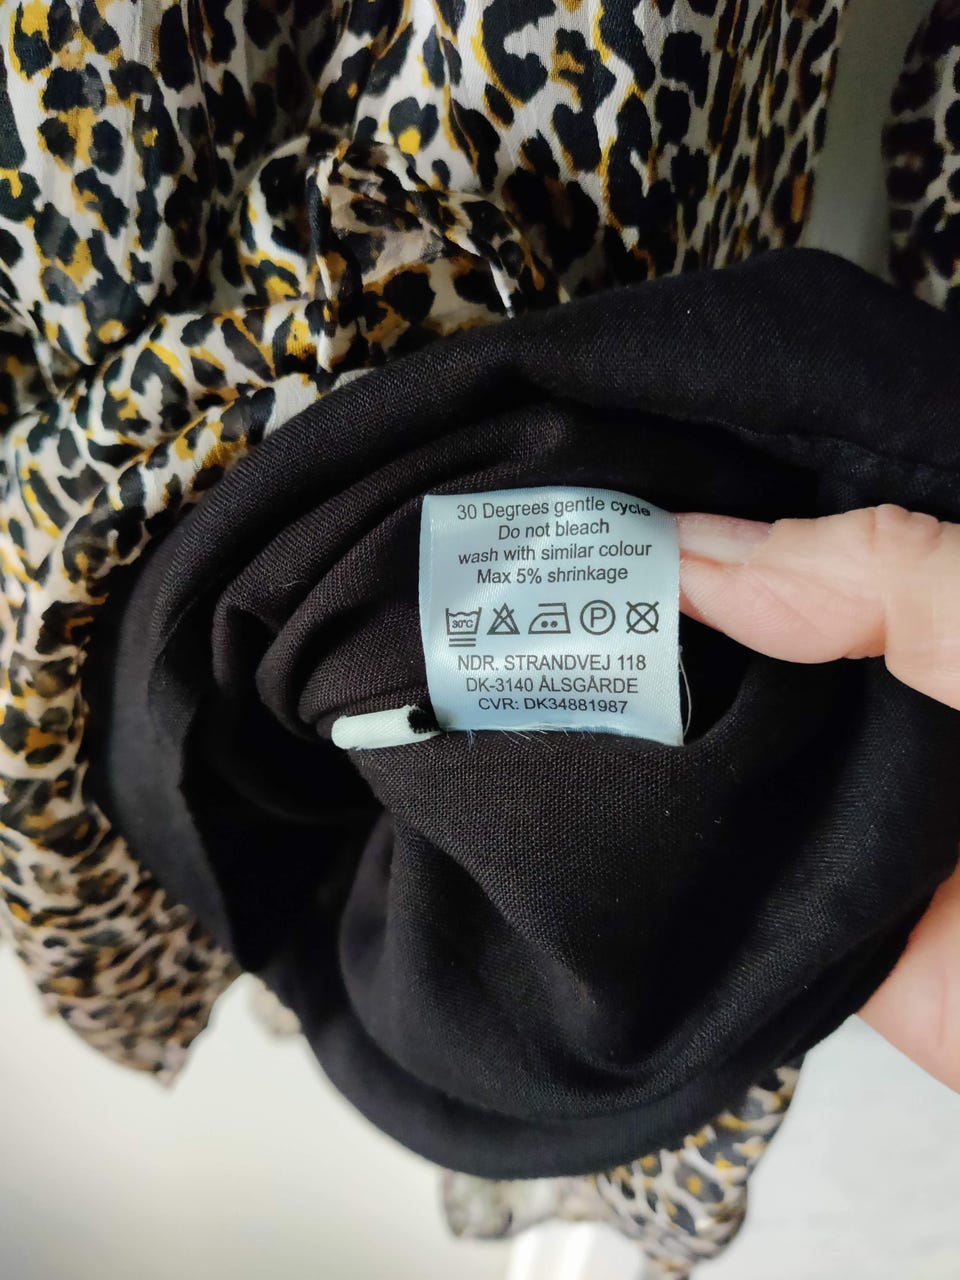 30 Degrees gentle cycle
Do not bleach
wash with similar colour
Max 5% shrinkage
30°C P
NDR. STRANDVEJ 118
DK-3140 ÅLSGÅRDE
CVR: DK34881987